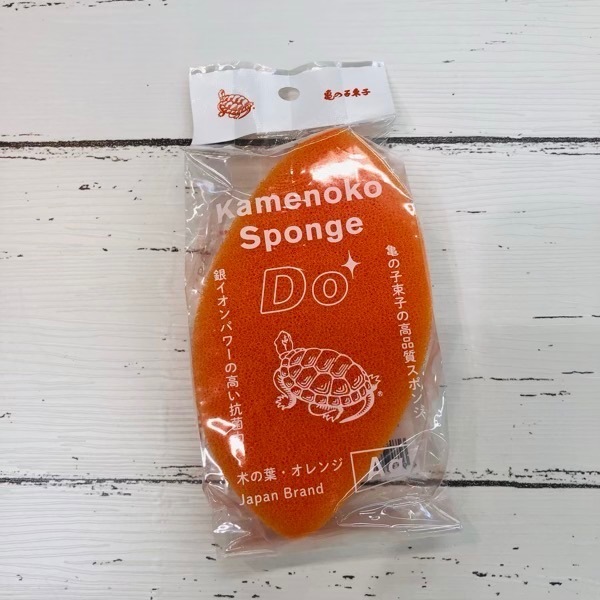 亀の子束子
Kamenoko
Sponge
Do
亀の子束子の高品質スポンジ
銀イオンパワーの高い抗菌
木の葉・オレンジ
Japan Brand